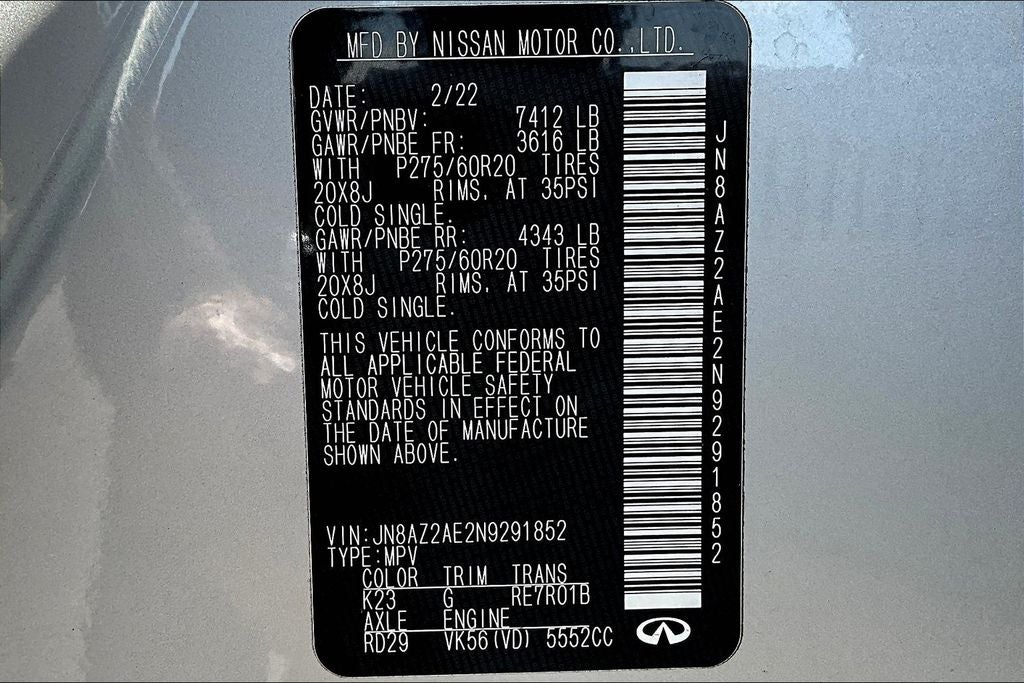 MFD BY NISSAN MOTOR CO.,LTD.
DATE: 2/22
GVWR/PNBV: 7412 LB
GAWR/PNBE FR: 3616 LB
WITH P275/60R20 TIRES
20X8J RIMS, AT 35PSI
COLD SINGLE.
GAWR/PNBE RR: 4343 LB
WITH P275/60R20 TIRES
20X8J RIMS, AT 35PSI
COLD SINGLE.
THIS VEHICLE CONFORMS TO
ALL APPLICABLE FEDERAL
MOTOR VEHICLE SAFETY
STANDARDS IN EFFECT ON
THE DATE OF MANUFACTURE
SHOWN ABOVE.
VIN:JN8AZ2AE2N9291852
TYPE:MPV
COLOR TRIM TRANS
K23 G RE7R01B
AXLE ENGINE
RD29 VK56(VD) 5552CC
JN8AZ2AE2N9291852